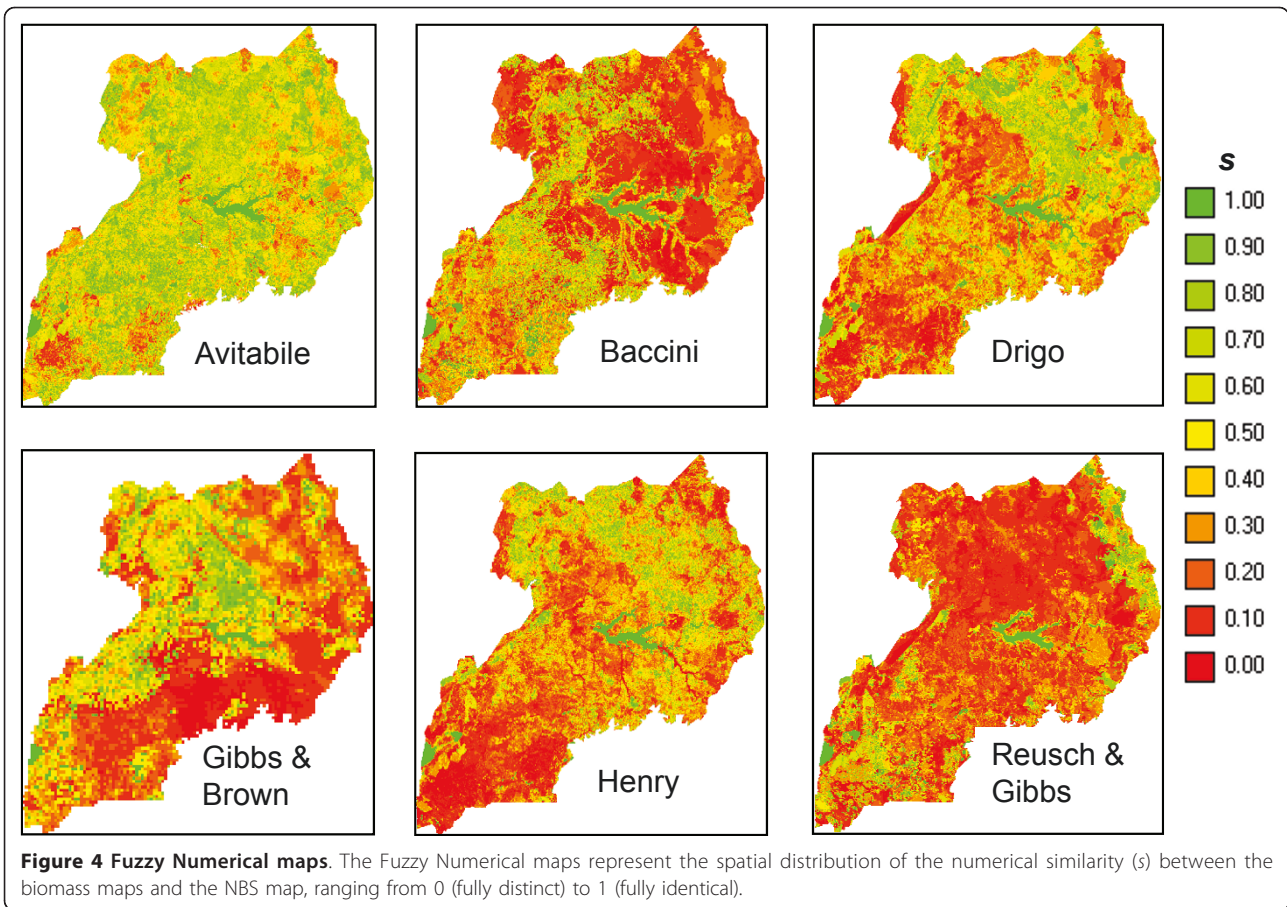 Avitabile
Baccini
Drigo
s
1.00
0.90
0.80
0.70
0.60
0.50
0.40
0.30
0.20
0.10
0.00
Gibbs &
Brown
Henry
Reusch &
Gibbs
Figure 4 Fuzzy Numerical maps. The Fuzzy Numerical maps represent the spatial distribution of the numerical similarity (s) between the
biomass maps and the NBS map, ranging from 0 (fully distinct) to 1 (fully identical).